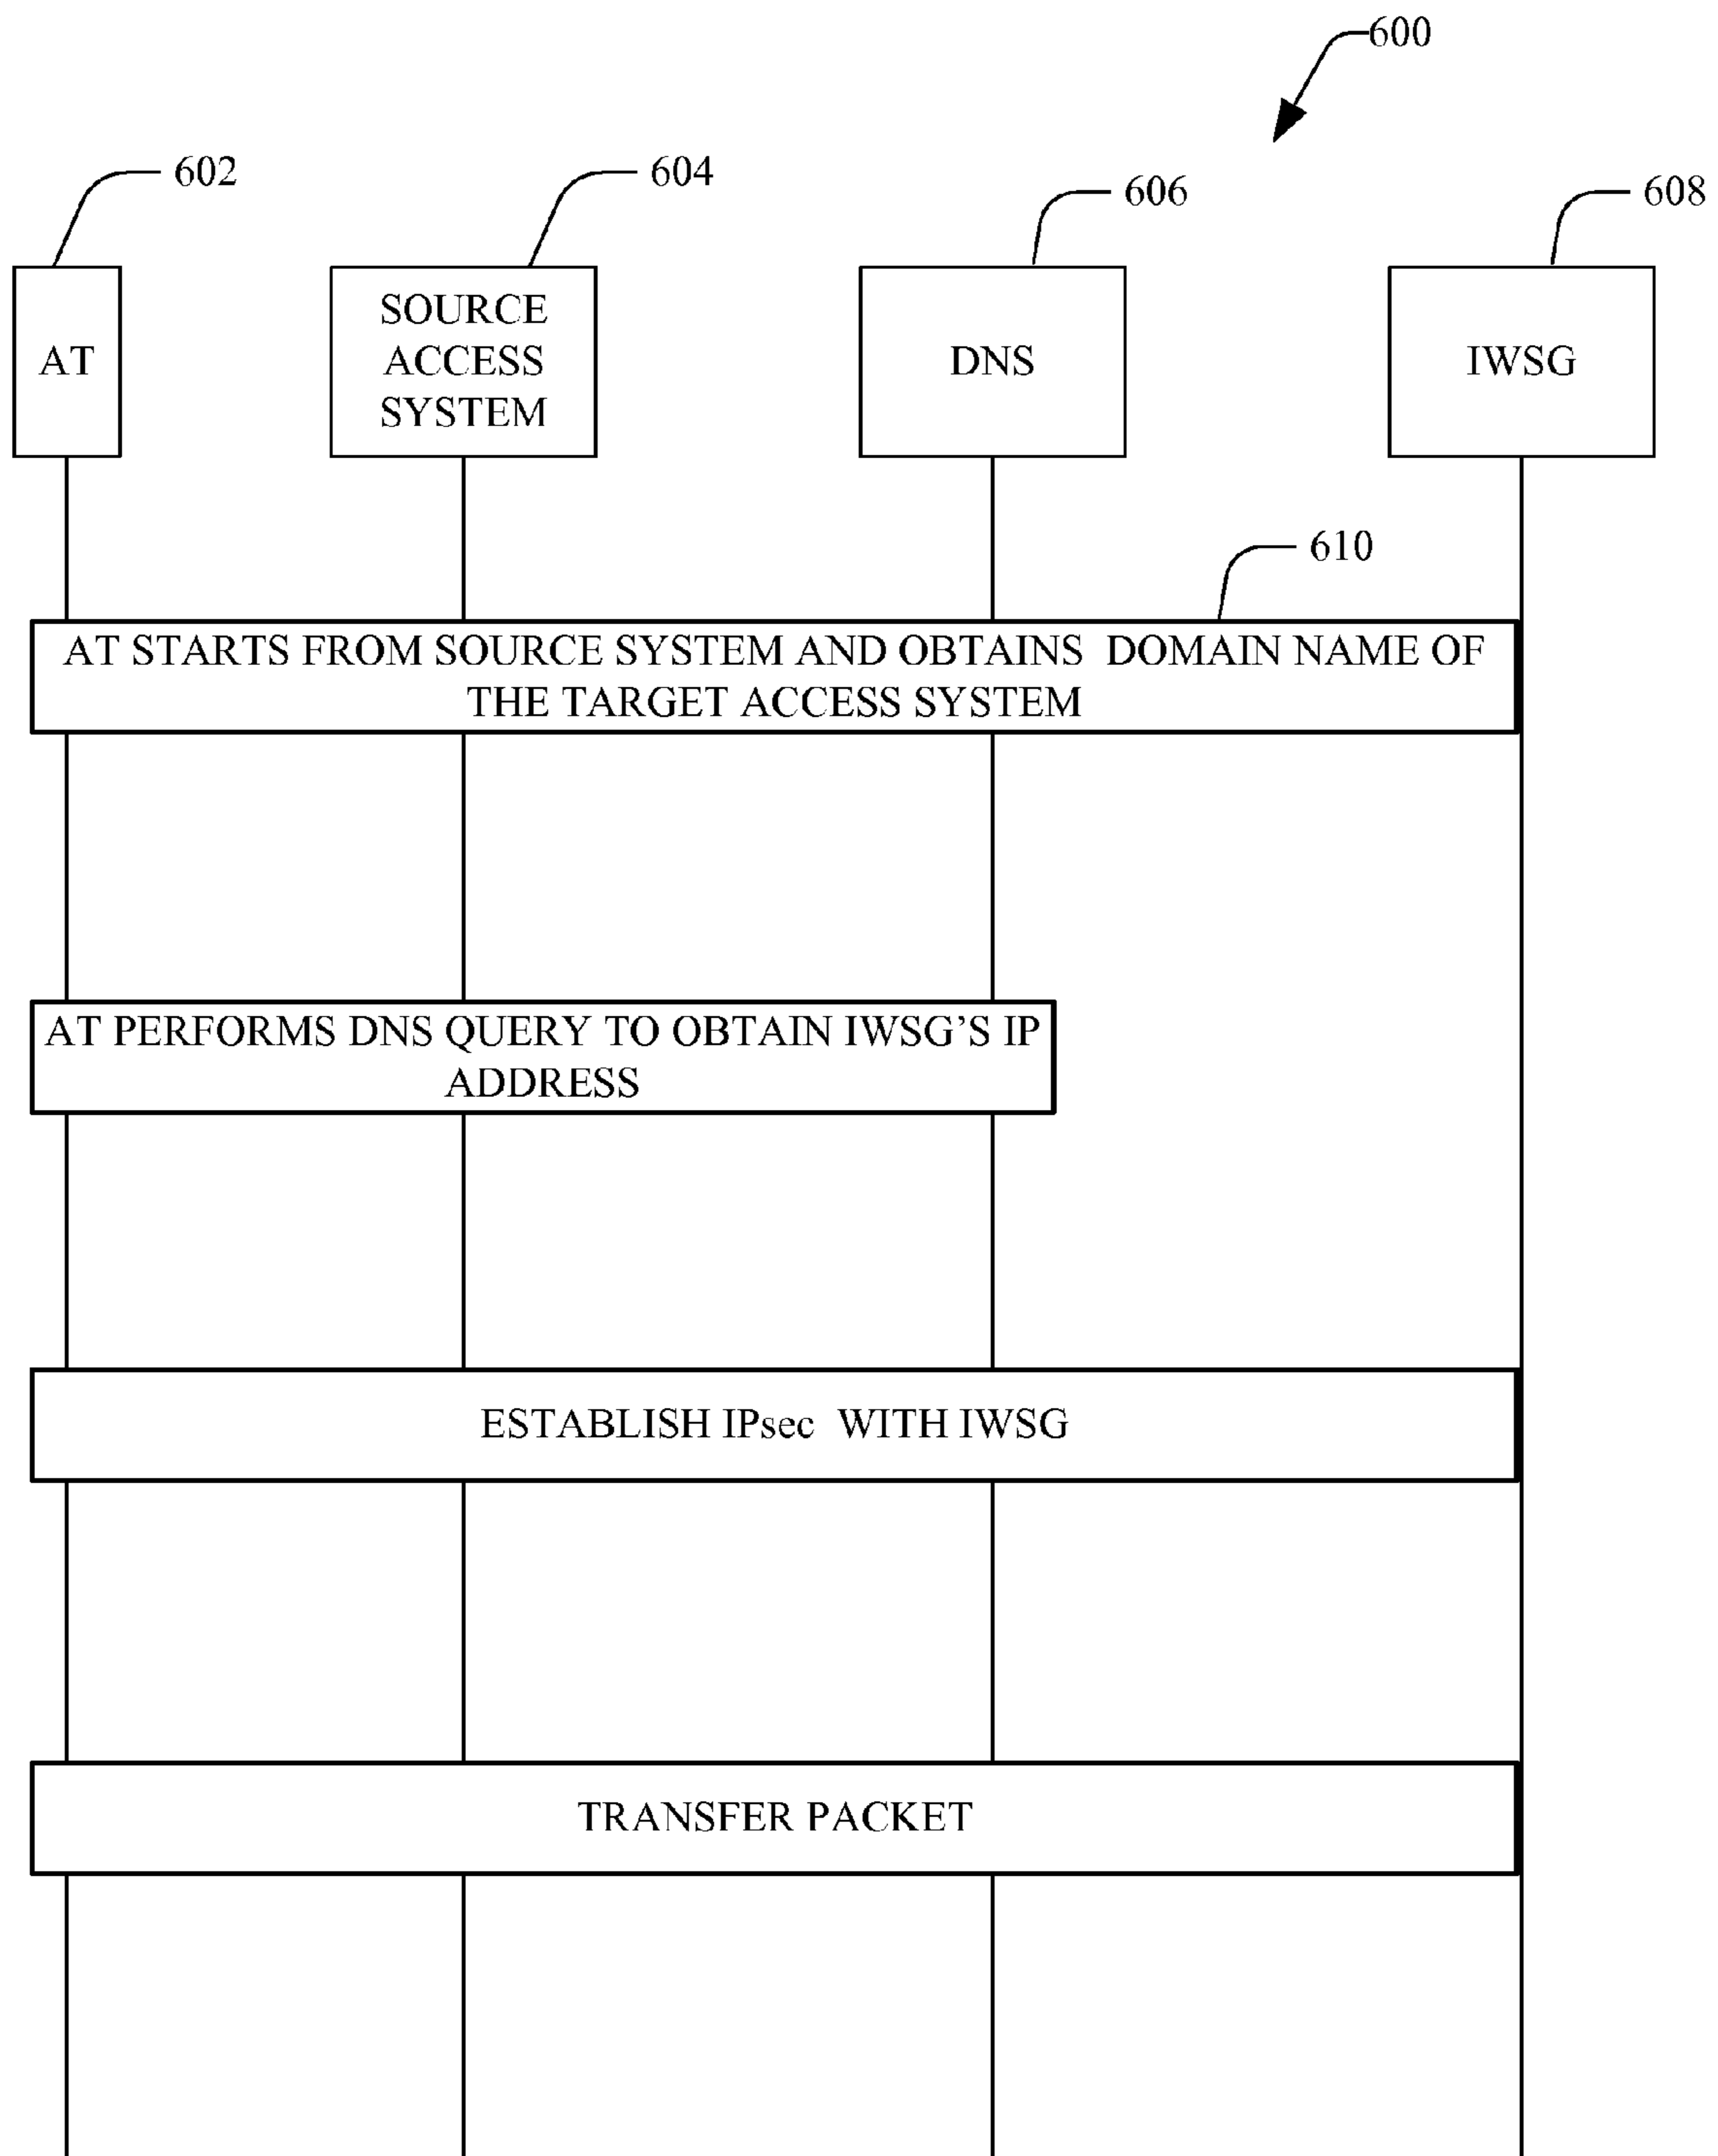 600
602
604
606
608
AT
SOURCE
ACCESS
SYSTEM
DNS
IWSG
610
AT STARTS FROM SOURCE SYSTEM AND OBTAINS DOMAIN NAME OF
THE TARGET ACCESS SYSTEM
AT PERFORMS DNS QUERY TO OBTAIN IWSG’S IP
ADDRESS
ESTABLISH IPsec WITH IWSG
TRANSFER PACKET